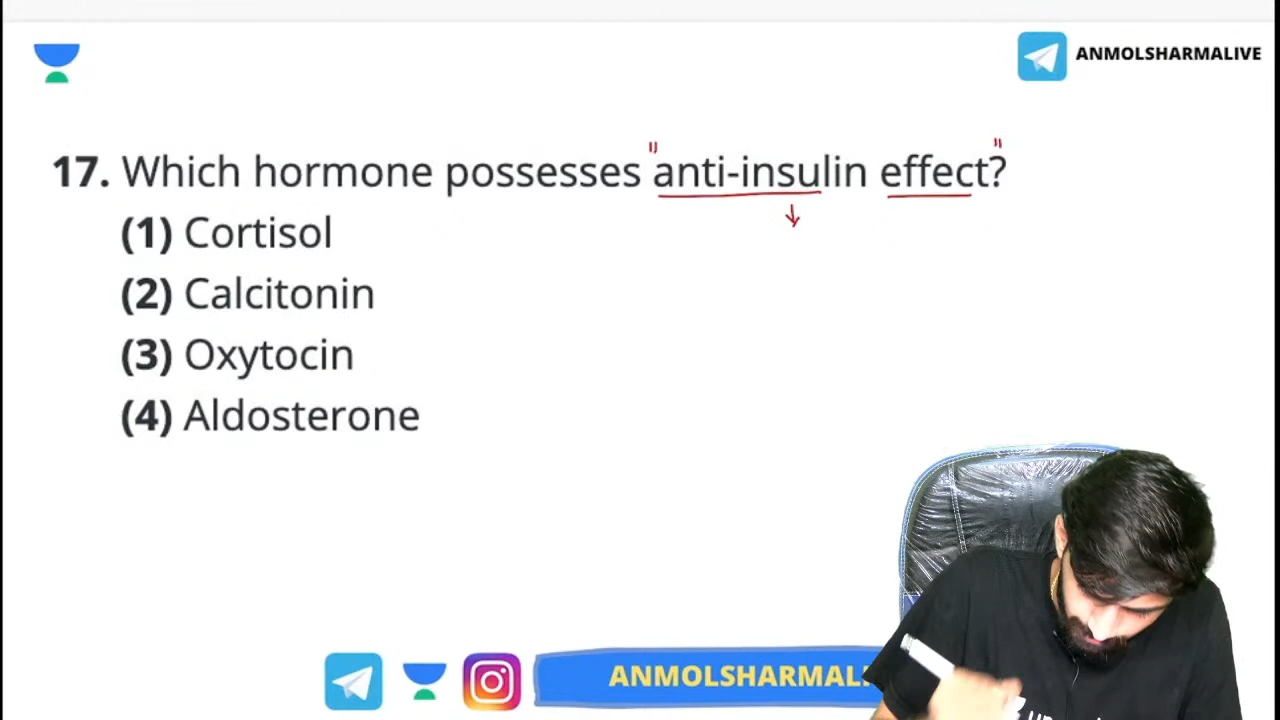 ANMOLSHARMALIVE
17. Which hormone possesses "anti-insulin effect?"
(1) Cortisol
(2) Calcitonin
(3) Oxytocin
(4) Aldosterone